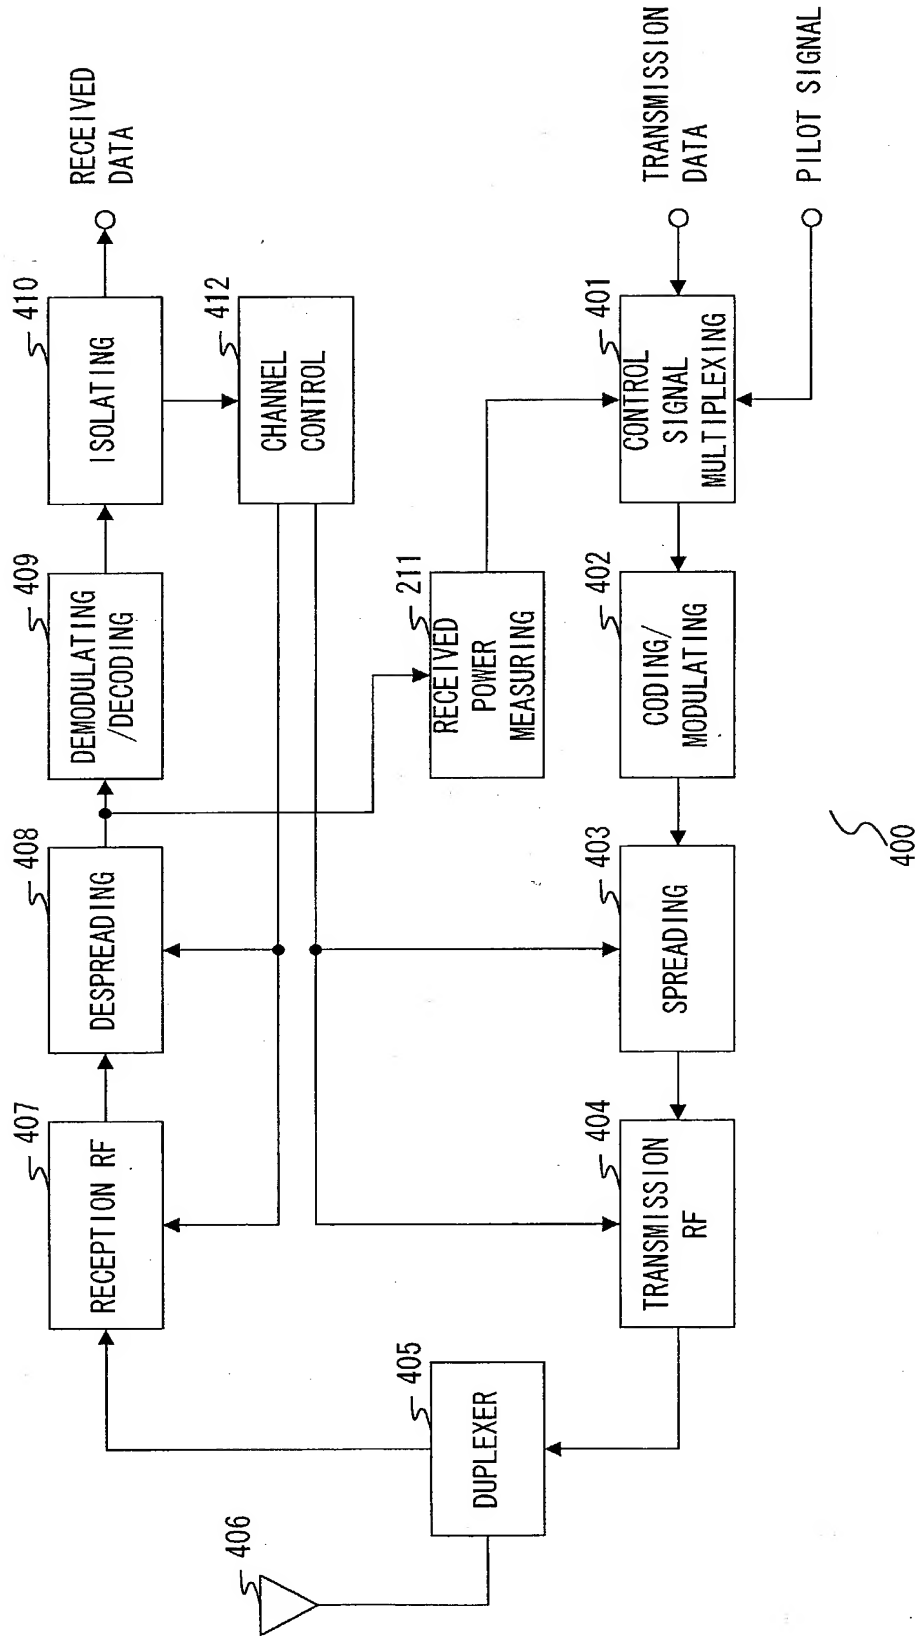 406
405
DUPLEXER
407
RECEPTION RF
408
DESPREADING
409
DEMODULATING
/DECODING
410
ISOLATING
RECEIVED
DATA
412
CHANNEL
CONTROL
211
RECEIVED
POWER
MEASURING
404
TRANSMISSION
RF
403
SPREADING
402
CODING/
MODULATING
401
CONTROL
SIGNAL
MULTIPLEXING
TRANSMISSION
DATA
PILOT SIGNAL
400